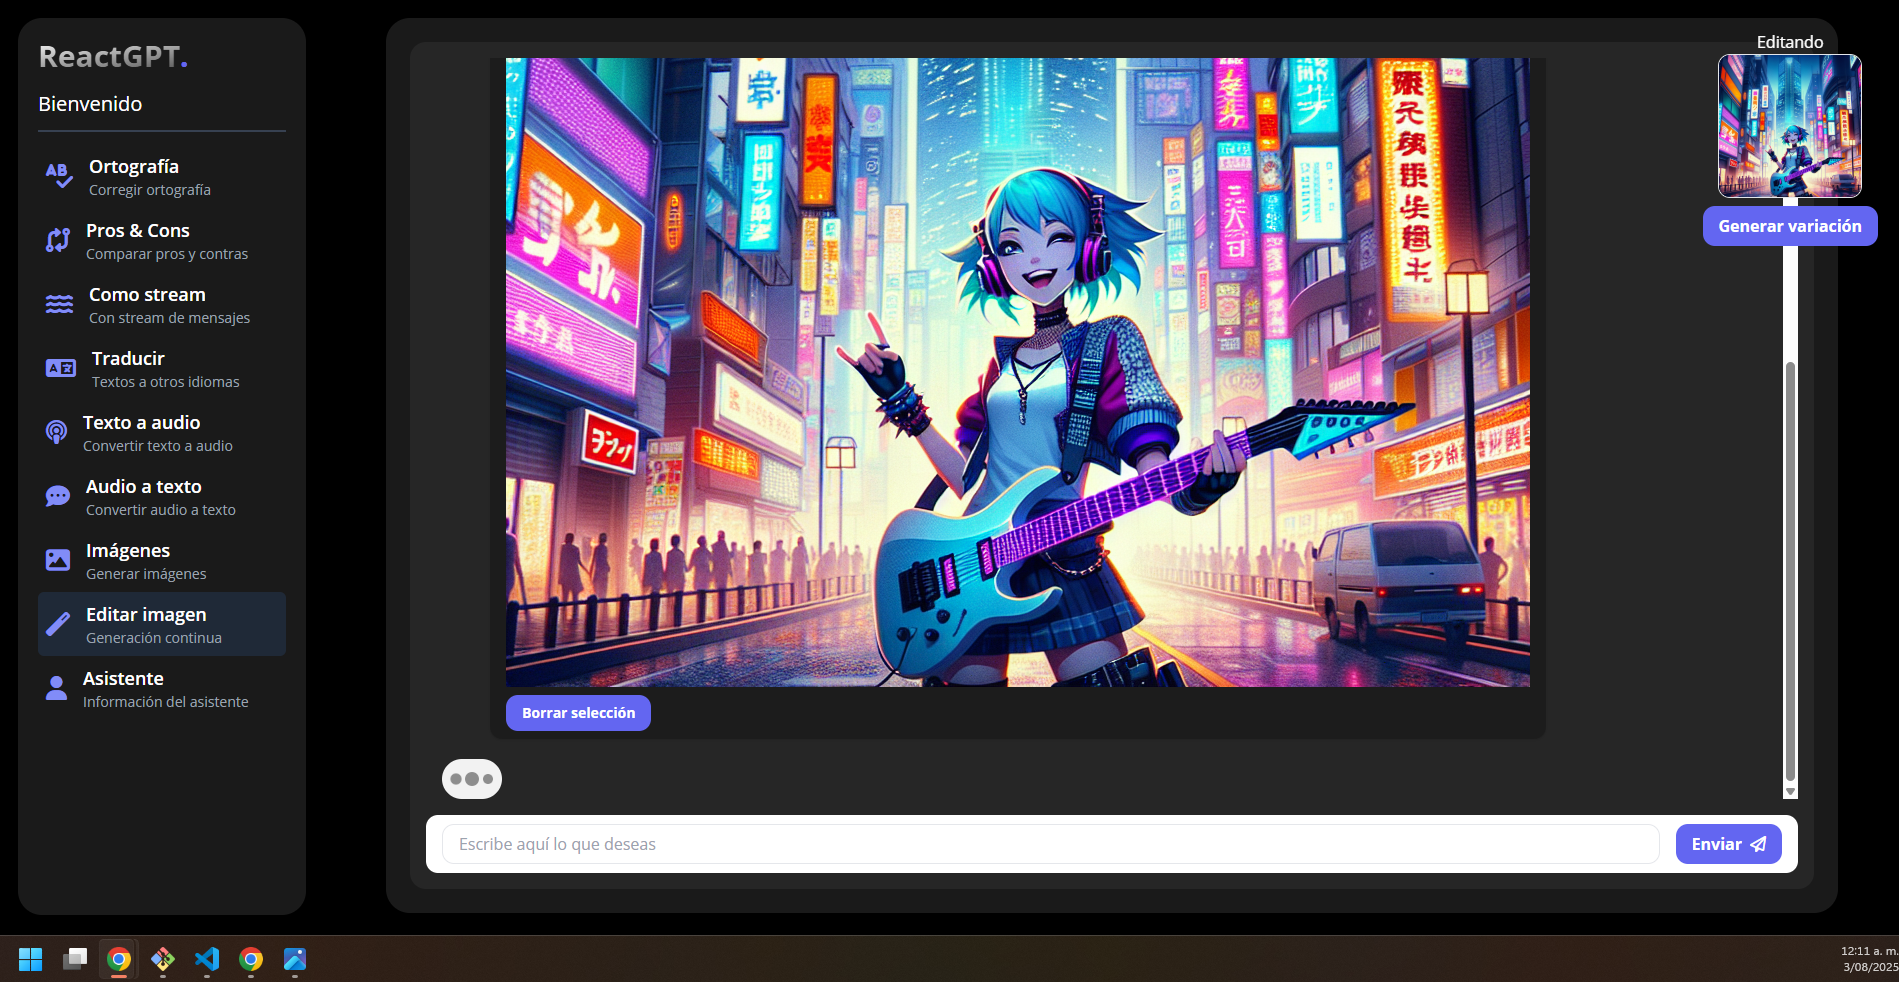 ReactGPT.
Bienvenido
Ortografía
Corregir ortografía
Pros & Cons
Comparar pros y contras
Como stream
Con stream de mensajes
Traducir
Textos a otros idiomas
Texto a audio
Convertir texto a audio
Audio a texto
Convertir audio a texto
Imágenes
Generar imágenes
Editar imagen
Generación continua
Asistente
Información del asistente
Editando
Generar variación
Borrar selección
Escribe aquí lo que deseas
Enviar
12:11 a. m.
3/08/2025